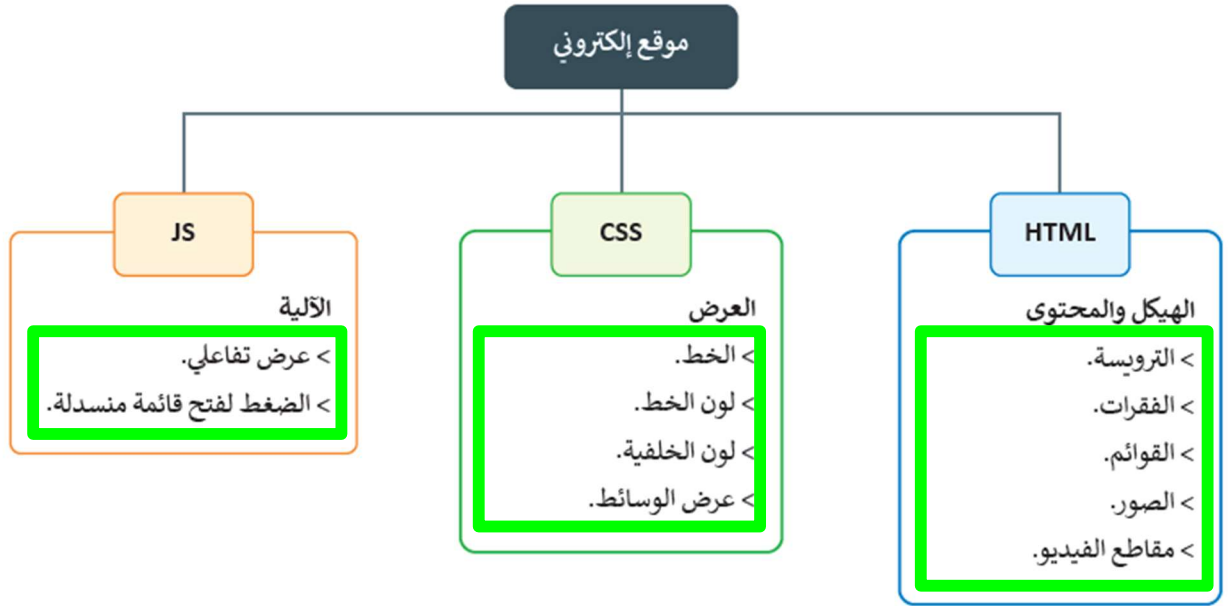 موقع إلكتروني
HTML
الهيكل والمحتوى
> الترويسة.
> الفقرات.
> القوائم.
> الصور.
> مقاطع الفيديو.
CSS
العرض
> الخط.
> لون الخط.
> لون الخلفية.
> عرض الوسائط.
JS
الآلية
> عرض تفاعلي.
> الضغط لفتح قائمة منسدلة.